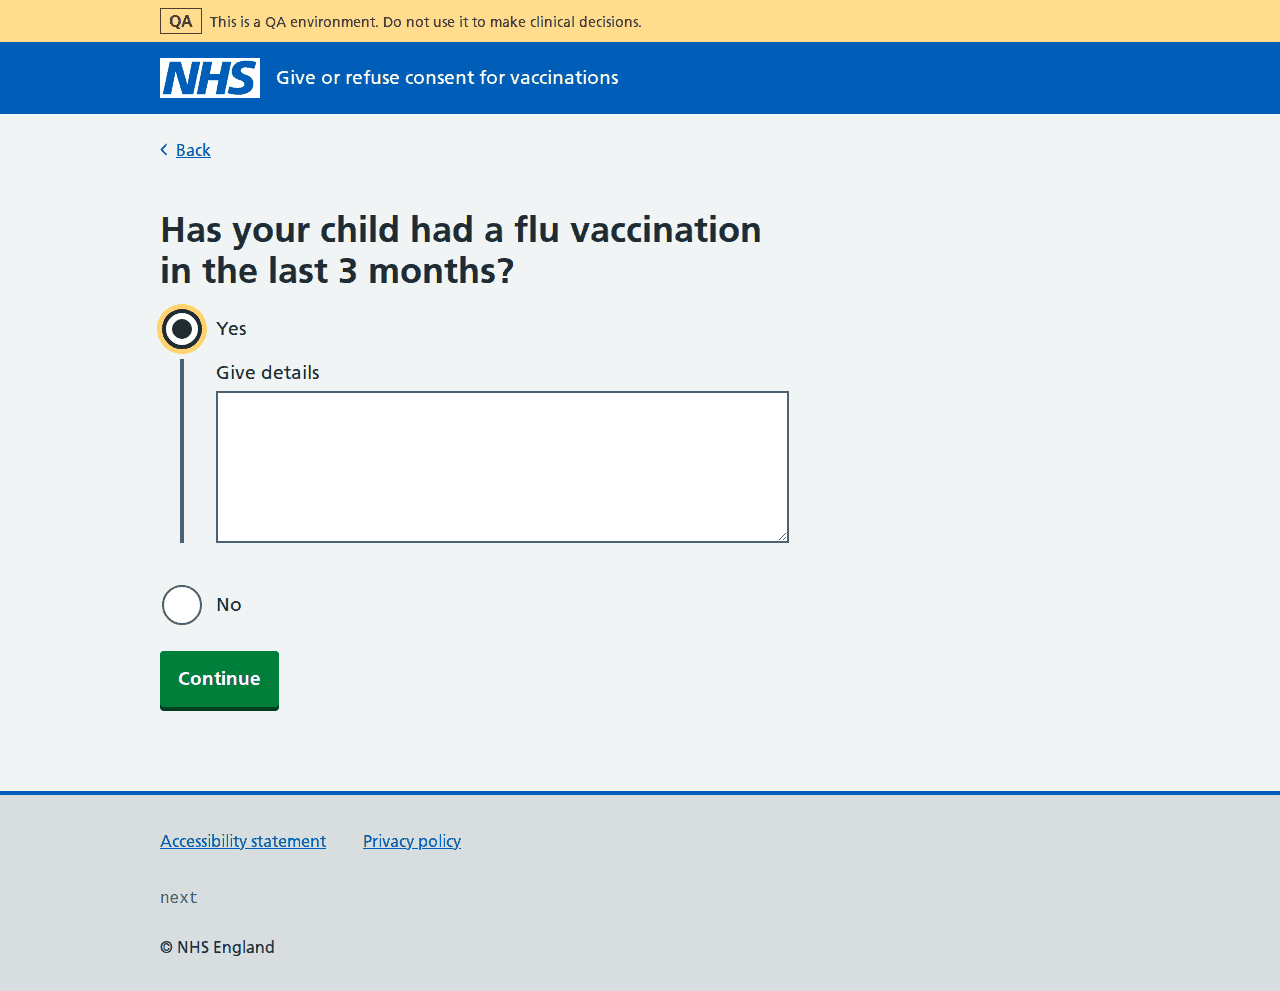 QA This is a QA environment. Do not use it to make clinical decisions.
NHS Give or refuse consent for vaccinations
Back
Has your child had a flu vaccination
in the last 3 months?
Yes
Give details
No
Continue
Accessibility statement Privacy policy
next
© NHS England